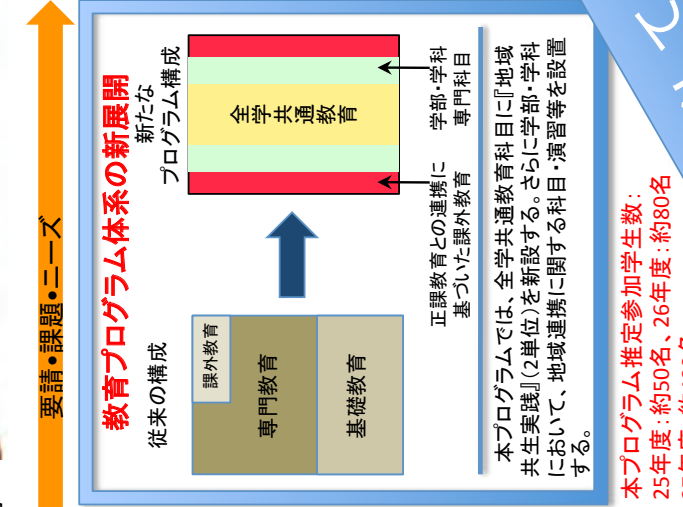 要請・課題・ニーズ
教育プログラム体系の新展開
従来の構成
課外教育
専門教育
基礎教育
新たな
プログラム構成
全学共通
教育
正課教育との連携に
基づいた課外教育
学部・学科
専門科目
本プログラムでは、全学共通教育科目に『地域
共生実践』(2単位)を新設する。さらに学部・学科
において、地域連携に関する科目・演習等を設置
する。
本プログラム推定参加学生数:
25年度:約50名、26年度:約80名